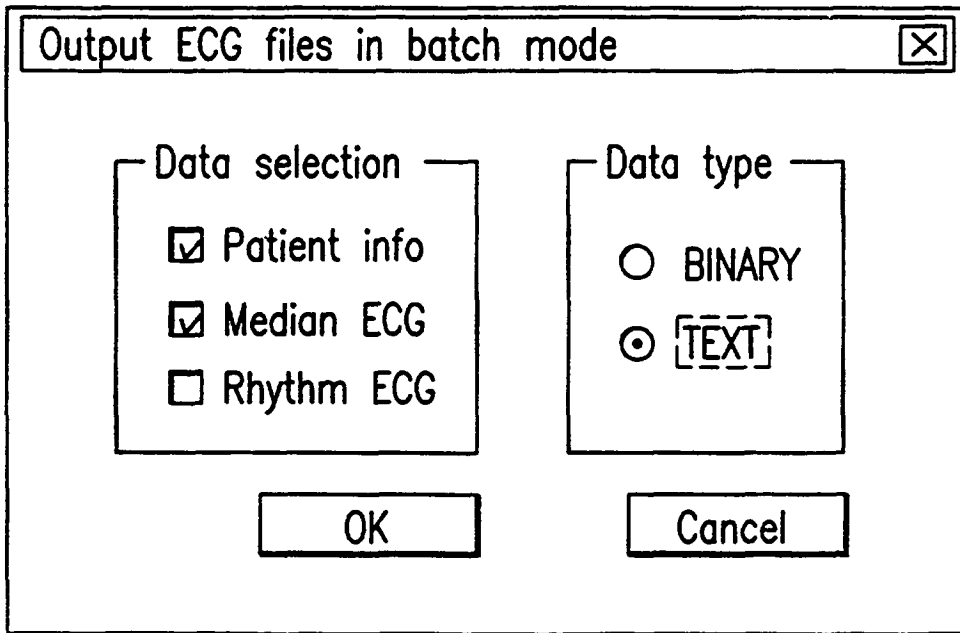 Output ECG files in batch mode
Data selection
Patient info
Median ECG
Rhythm ECG
Data type
BINARY
TEXT
OK
Cancel